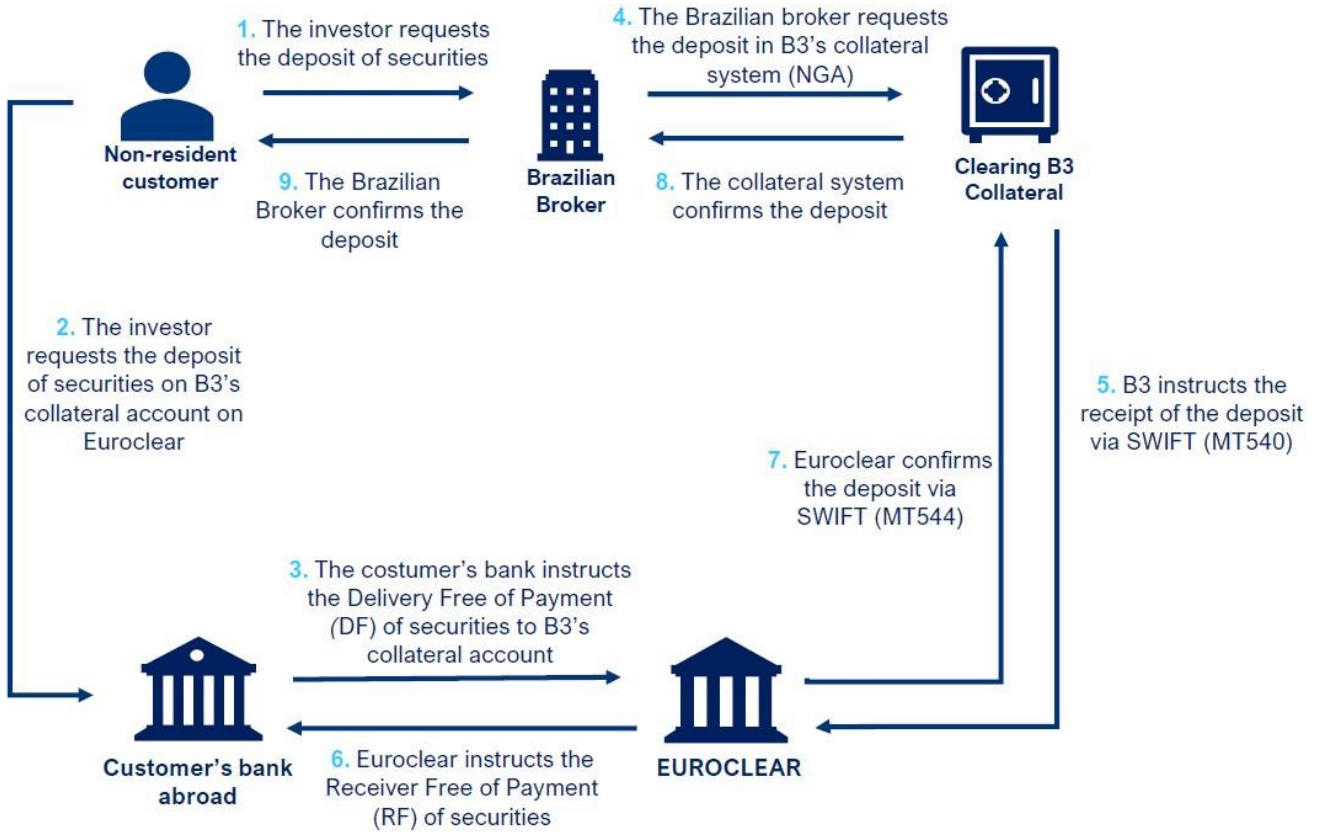 1. The investor requests
the deposit of securities
4. The Brazilian broker requests
the deposit in B3's collateral
system (NGA)
Non-resident
customer
Brazilian
Broker
Clearing B3
Collateral
9. The Brazilian
Broker confirms the
deposit
8. The collateral system
confirms the deposit
2. The investor
requests the deposit
of securities on B3's
collateral account on
Euroclear
5. B3 instructs the
receipt of the deposit
via SWIFT (MT540)
7. Euroclear confirms
the deposit via
SWIFT (MT544)
3. The costumer's bank instructs
the Delivery Free of Payment
(DF) of securities to B3's
collateral account
Customer's bank
abroad
6. Euroclear instructs the
Receiver Free of Payment
(RF) of securities
EUROCLEAR